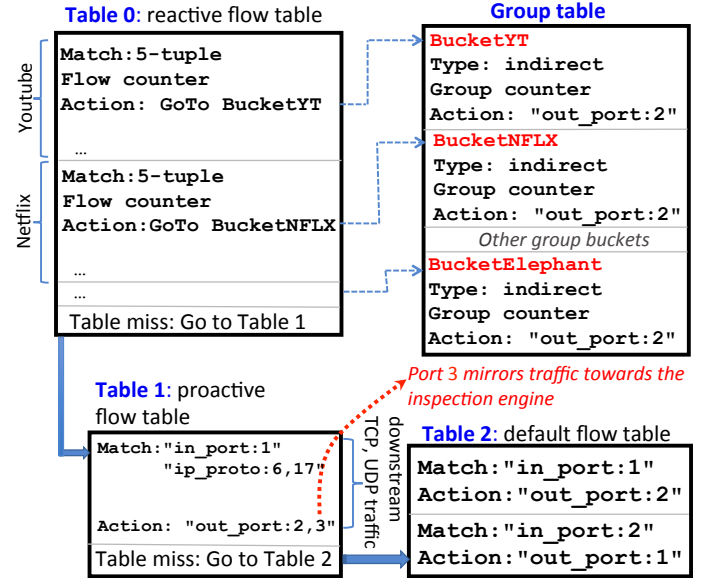 Table 0: reactive flow table
Youtube
Match:5-tuple
Flow counter
Action: GoTo BucketYT
…
Netflix
Match:5-tuple
Flow counter
Action:GoTo BucketNFLX
…
…
Table miss: Go to Table 1
Group table
BucketYT
Type: indirect
Group counter
Action: "out_port:2"
BucketNFLX
Type: indirect
Group counter
Action: "out_port:2"
Other group buckets
BucketElephant
Type: indirect
Group counter
Action: "out_port:2"
Port 3 mirrors traffic towards the
inspection engine
Table 1: proactive
flow table
Match:"in_port:1"
"ip_proto:6,17"
Action: "out_port:2,3"
Table miss: Go to Table 2
downstream
TCP, UDP traffic
Table 2: default flow table
Match:"in_port:1"
Action:"out_port:2"
Match:"in_port:2"
Action:"out_port:1"